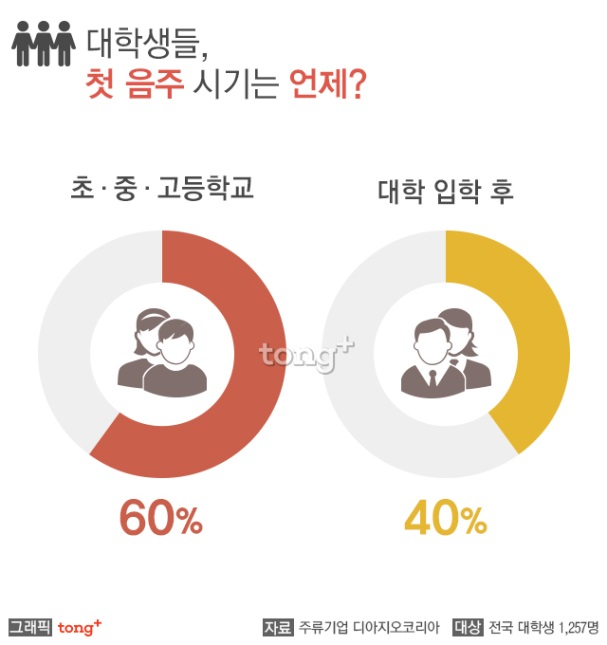 대학생들,
첫 음주 시기는 언제?
초·중·고등학교
대학 입학 후
tong+
60%
40%
그래픽 tong+
자료 주류기업 디아지오코리아 대상 전국 대학생 1,257명